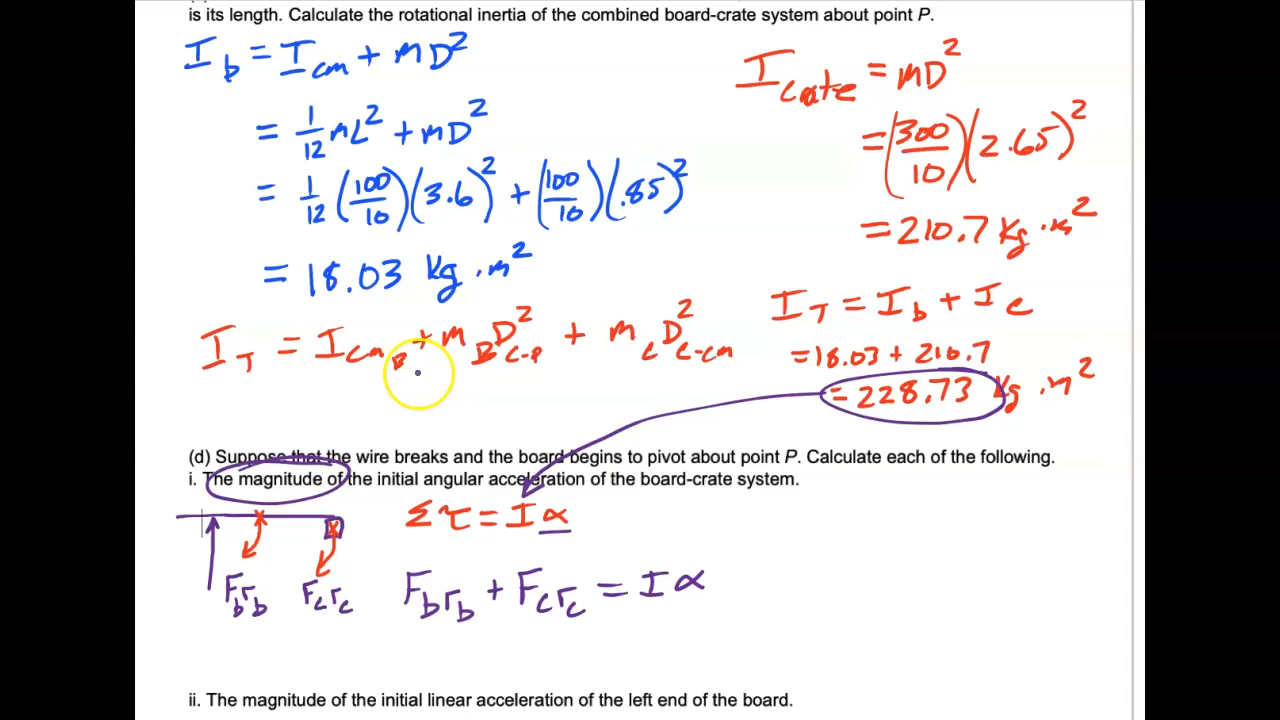 is its length. Calculate the rotational inertia of the combined board-crate system about point P.
I_b = I_cm + mD²
= 1/12 mL² + mD²
= 1/12 (100/10)(3.6)² + (100/10)(.85)²
= 18.03 kg·m²
I_crate = mD²
= (300/10)(2.65)²
= 210.7 kg·m²
I_T = I_cm_B + m_B D²_C-P + m_c D²_C-cm
I_T = I_b + I_c
= 18.03 + 210.7
= 228.73 kg·m²
(d) Suppose that the wire breaks and the board begins to pivot about point P. Calculate each of the following.
i. The magnitude of the initial angular acceleration of the board-crate system.
Στ = Iα
F_b r_b F_c r_c
F_b r_b + F_c r_c = Iα
ii. The magnitude of the initial linear acceleration of the left end of the board.